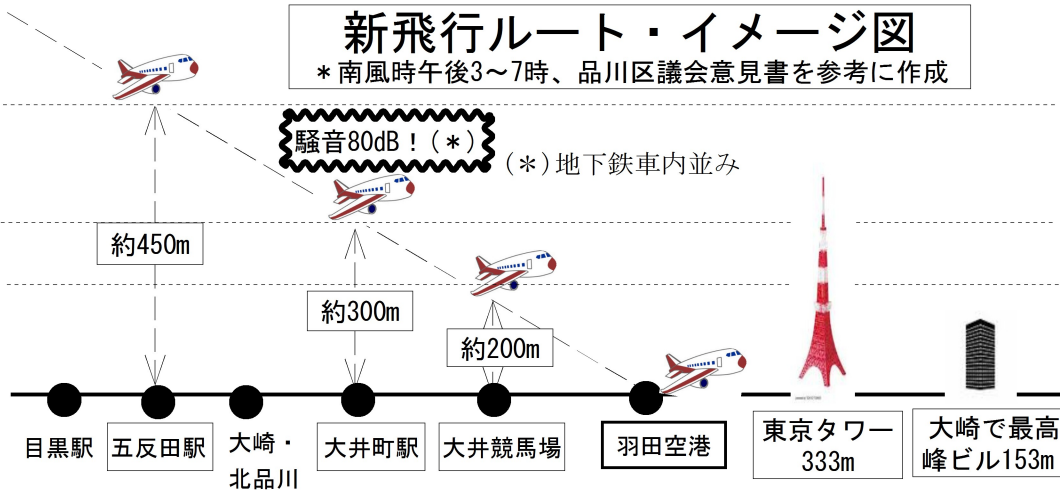 新飛行ルート・イメージ図
*南風時午後3～7時、品川区議会意見書を参考に作成
騒音80dB！(*)
(*)地下鉄車内並み
約450m
約300m
約200m
目黒駅
五反田駅
大崎・
北品川
大井町駅
大井競馬場
羽田空港
東京タワー
333m
大崎で最高
峰ビル153m